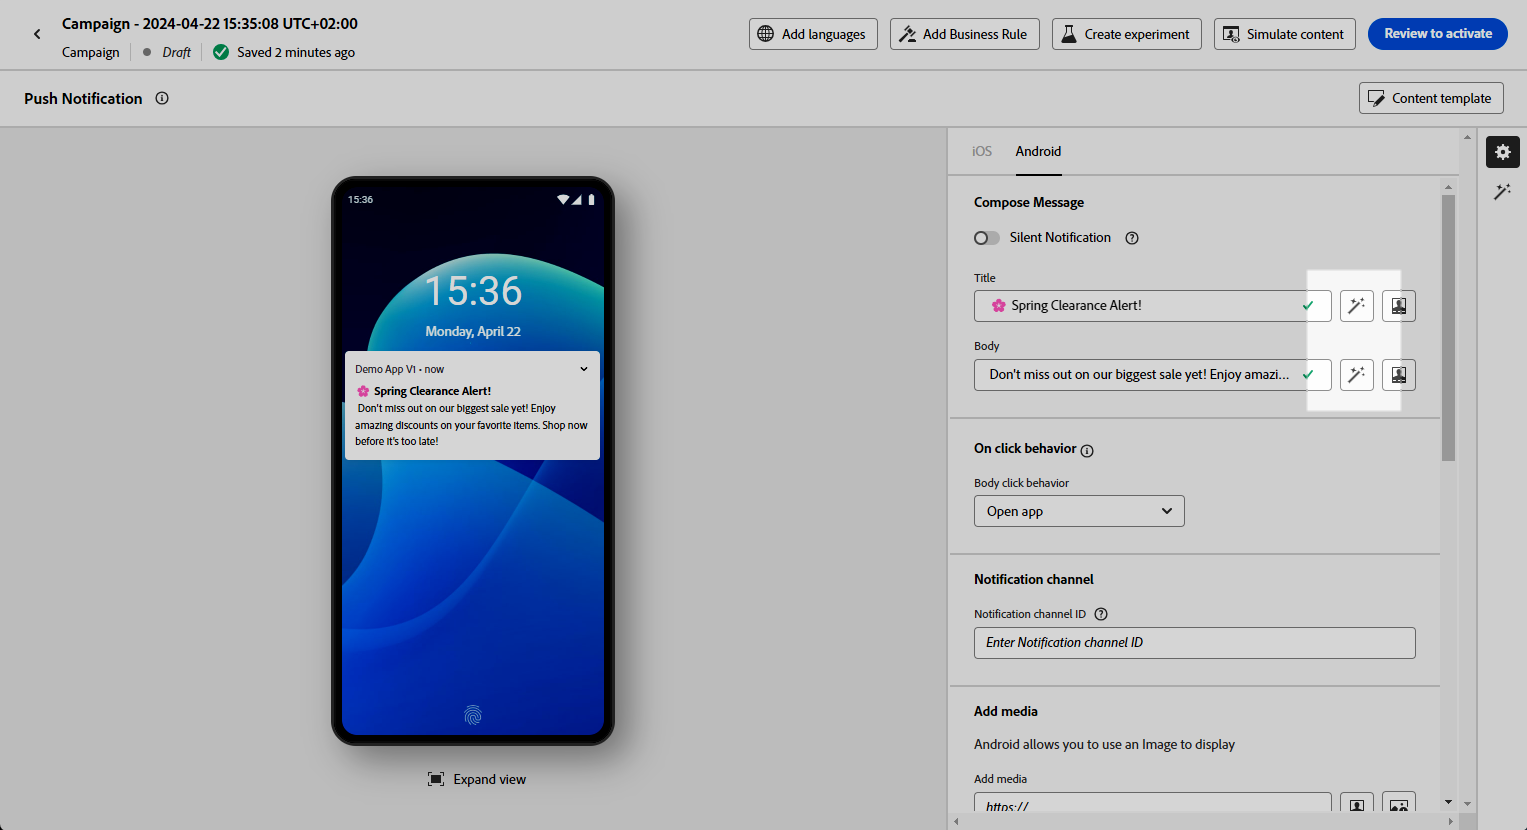 Campaign - 2024-04-22 15:35:08 UTC+02:00
Campaign
Draft
Saved 2 minutes ago
Add languages
Add Business Rule
Create experiment
Simulate content
Review to activate
Push Notification
Content template
15:36
15:36
Monday, April 22
Demo App V1 • now
Spring Clearance Alert!
Don't miss out on our biggest sale yet! Enjoy
amazing discounts on your favorite items. Shop now
before it's too late!
Expand view
iOS
Android
Compose Message
Silent Notification
Title
Spring Clearance Alert!
Body
Don't miss out on our biggest sale yet! Enjoy amazi...
On click behavior
Body click behavior
Open app
Notification channel
Notification channel ID
Enter Notification channel ID
Add media
Android allows you to use an Image to display
Add media
https://